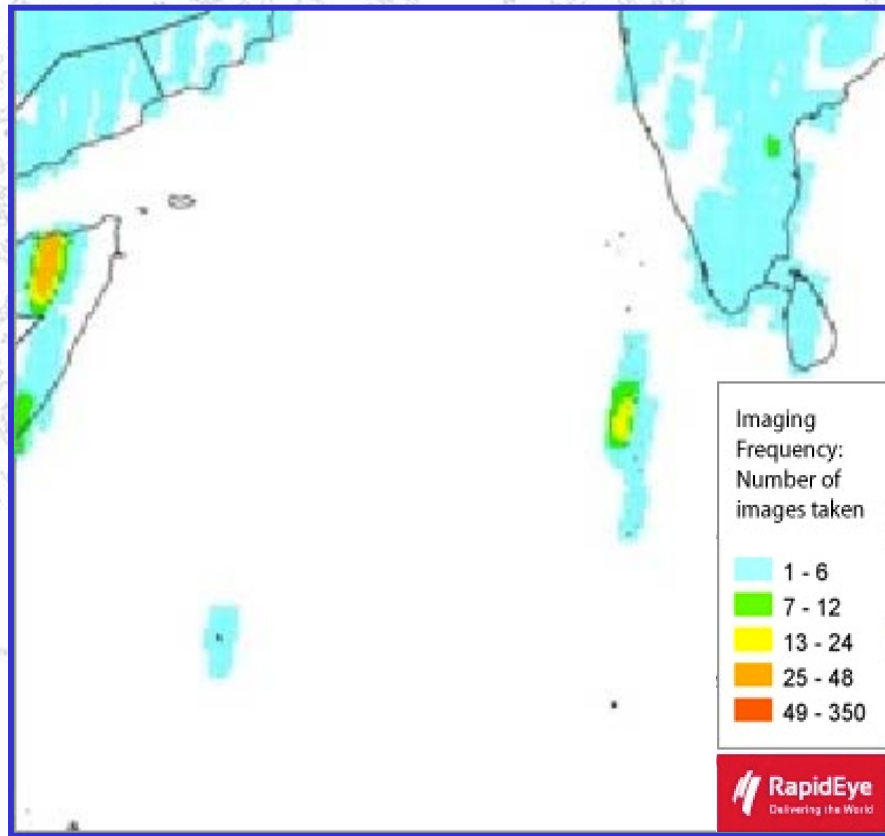 Imaging
Frequency:
Number of
images taken
1 - 6
7 - 12
13 - 24
25 - 48
49 - 350
RapidEye
Delivering the World